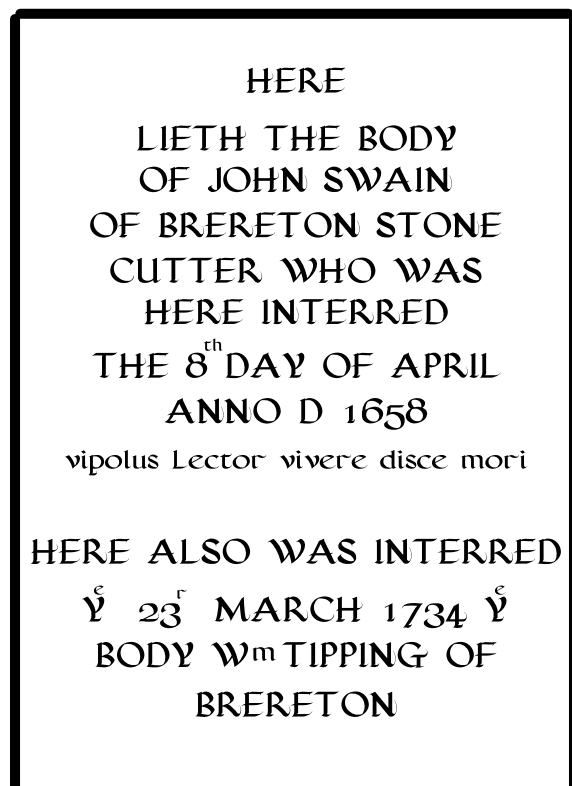 HERE
LIETH THE BODY
OF JOHN SWAIN
OF BRERETON STONE
CUTTER WHO WAS
HERE INTERRED
THE 8th DAY OF APRIL
ANNO D 1658
vipolus Lector vivere disce mori
HERE ALSO WAS INTERRED
Ye 23r MARCH 1734 Ye
BODY Wm TIPPING OF
BRERETON